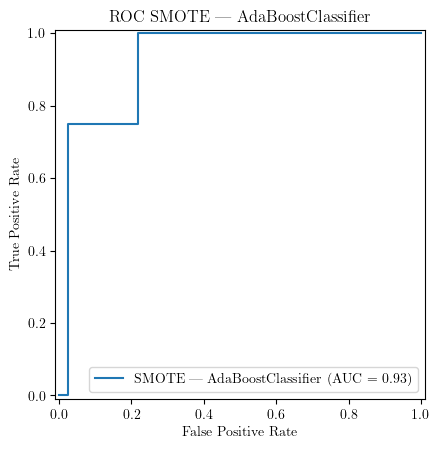 ROC SMOTE — AdaBoostClassifier
1.0
0.8
0.6
0.4
0.2
0.0
True Positive Rate
SMOTE — AdaBoostClassifier (AUC = 0.93)
0.0 0.2 0.4 0.6 0.8 1.0
False Positive Rate